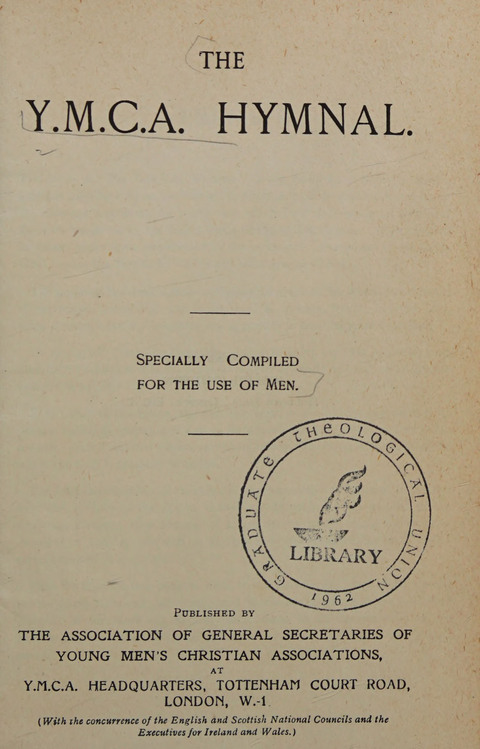 THE
Y.M.C.A. HYMNAL.
SPECIALLY COMPILED
FOR THE USE OF MEN.
GRADUATE THEOLOGICAL UNION
LIBRARY
1962
PUBLISHED BY
THE ASSOCIATION OF GENERAL SECRETARIES OF
YOUNG MEN'S CHRISTIAN ASSOCIATIONS,
AT
Y.M.C.A. HEADQUARTERS, TOTTENHAM COURT ROAD,
LONDON, W.-1.
(With the concurrence of the English and Scottish National Councils and the
Executives for Ireland and Wales.)